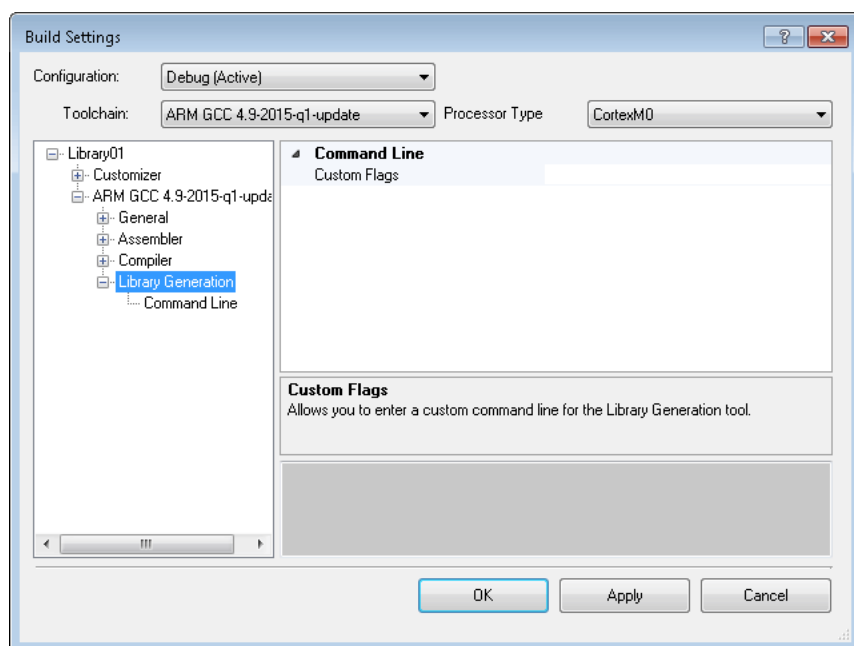 Build Settings
Configuration: Debug (Active)
Toolchain: ARM GCC 4.9-2015-q1-update Processor Type CortexM0
Library01
Customizer
ARM GCC 4.9-2015-q1-upda
General
Assembler
Compiler
Library Generation
Command Line
Command Line
Custom Flags
Custom Flags
Allows you to enter a custom command line for the Library Generation tool.
OK Apply Cancel